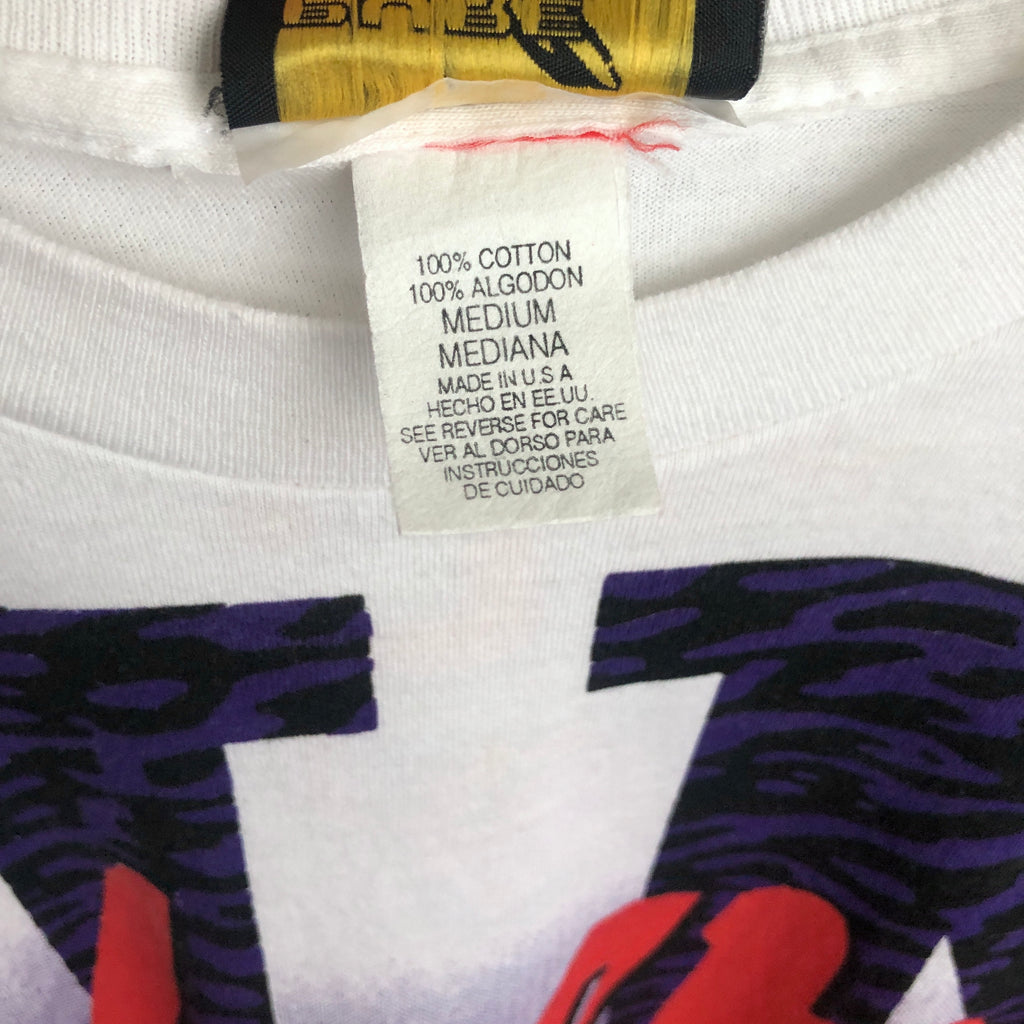 100% COTTON
100% ALGODON
MEDIUM
MEDIANA
MADE IN U.S A
HECHO EN EE.UU.
SEE REVERSE FOR CARE
VER AL DORSO PARA
INSTRUCCIONES
DE CUIDADO